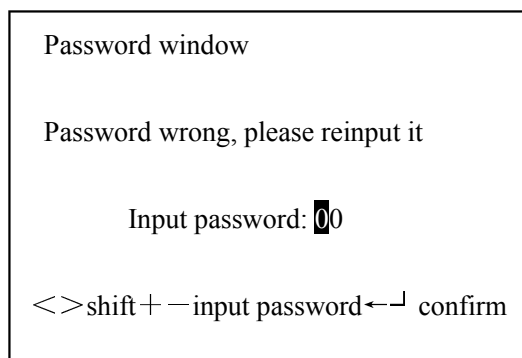 Password window
Password wrong, please reinput it
Input password: 00
<>shift+-input password←┘ confirm